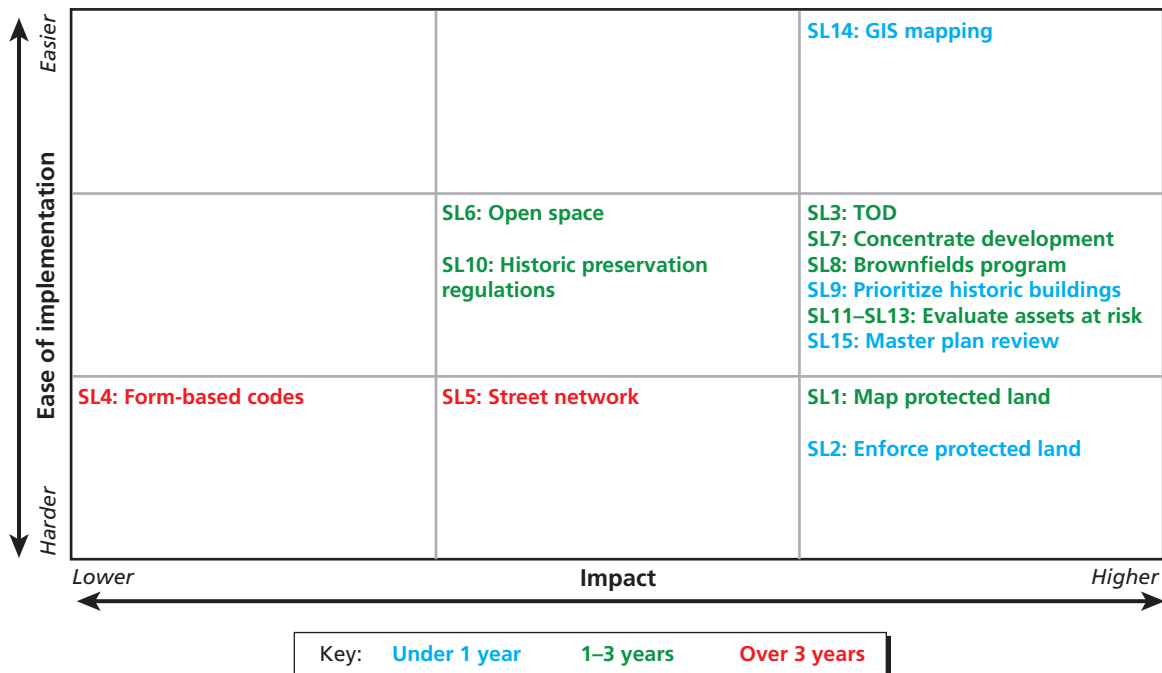 Easier
Ease of implementation
Harder
SL14: GIS mapping
SL6: Open space
SL10: Historic preservation
regulations
SL3: TOD
SL7: Concentrate development
SL8: Brownfields program
SL9: Prioritize historic buildings
SL11–SL13: Evaluate assets at risk
SL15: Master plan review
SL4: Form-based codes
SL5: Street network
SL1: Map protected land
SL2: Enforce protected land
Lower Impact Higher
Key: Under 1 year 1–3 years Over 3 years